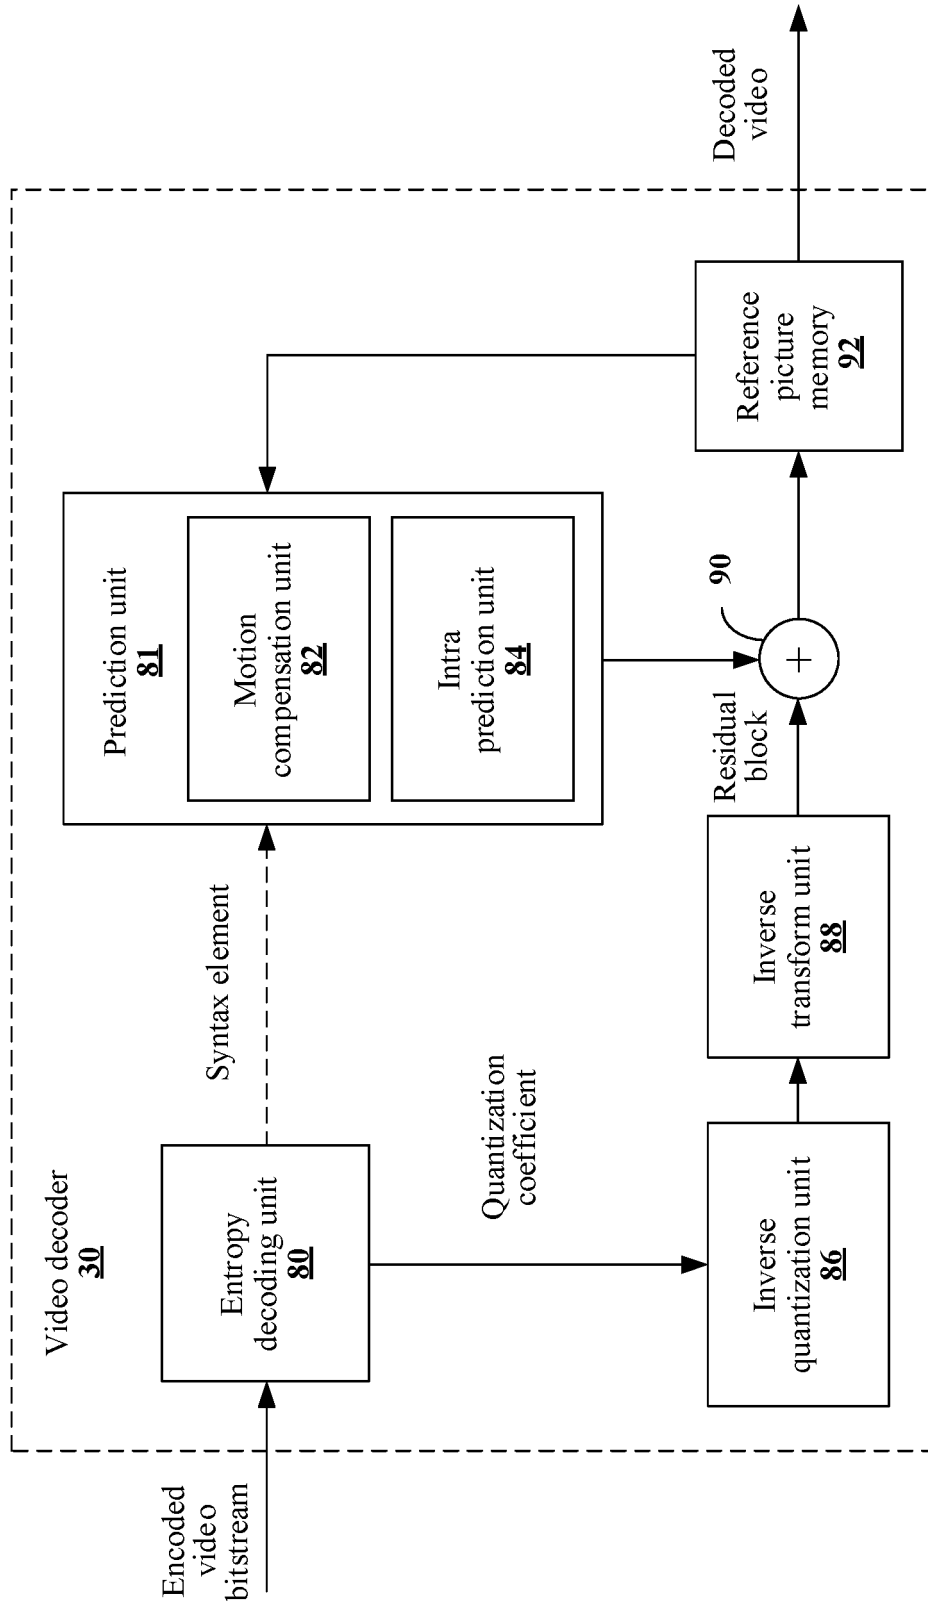 Video decoder
30
Encoded
video
bitstream
Entropy
decoding unit
80
Syntax element
Prediction unit
81
Motion
compensation unit
82
Intra
prediction unit
84
Quantization
coefficient
Inverse
quantization unit
86
Inverse
transform unit
88
Residual
block
90
+
Reference
picture
memory
92
Decoded
video